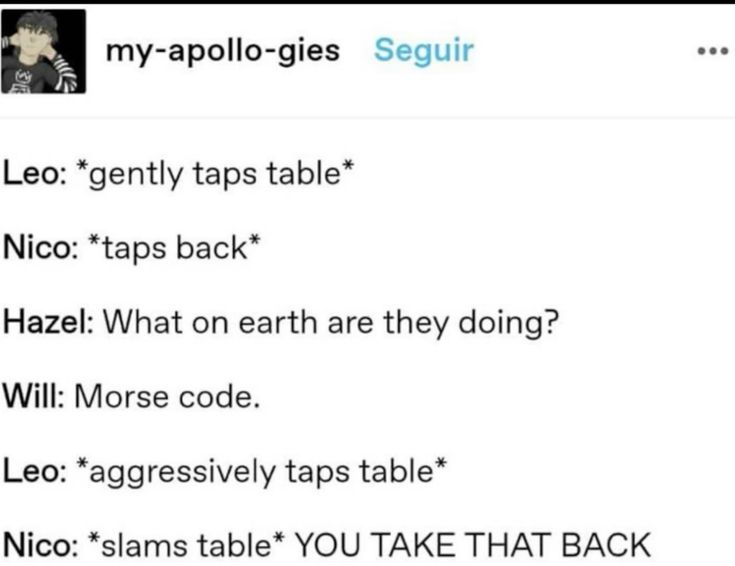 my-apollo-gies Seguir
Leo: *gently taps table*
Nico: *taps back*
Hazel: What on earth are they doing?
Will: Morse code.
Leo: *aggressively taps table*
Nico: *slams table* YOU TAKE THAT BACK